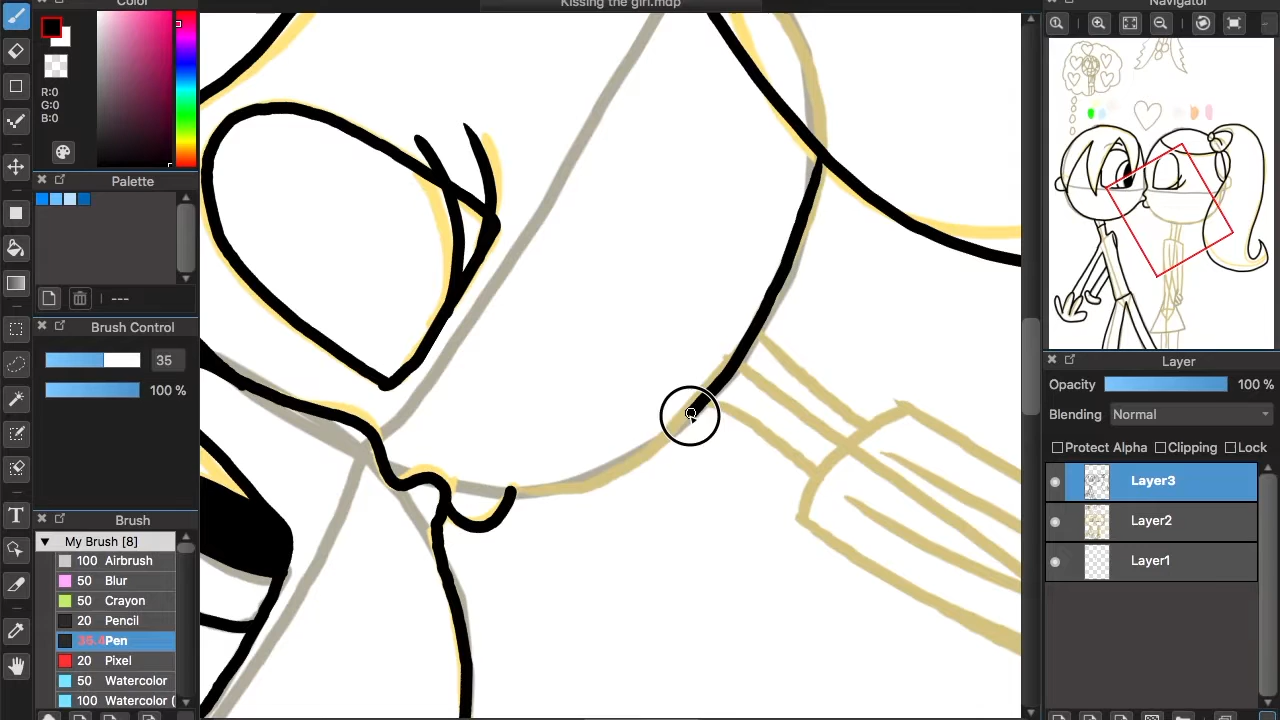 Color
Kissing the girl.mdp
Navigator
R:0
G:0
B:0
Palette
---
Brush Control
35
100 %
Brush
My Brush [8]
100 Airbrush
50 Blur
50 Crayon
20 Pencil
Pen
20 Pixel
50 Watercolor
100 Watercolor (
Layer
Opacity 100 %
Blending Normal
Protect Alpha Clipping Lock
Layer3
Layer2
Layer1
T